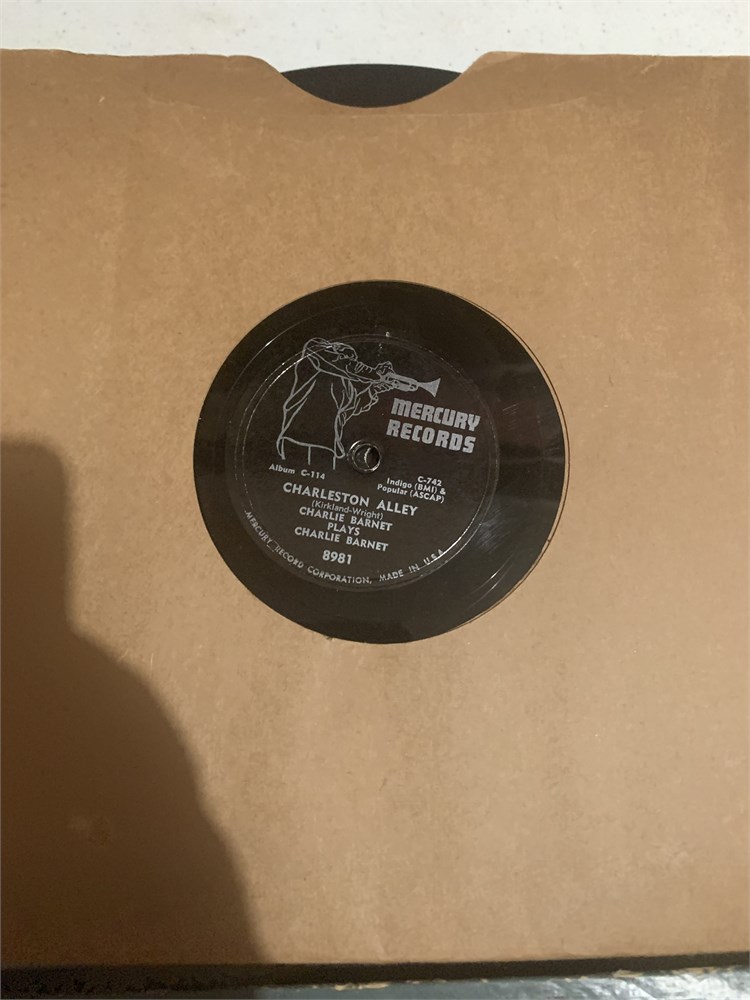 MERCURY
RECORDS
Album C-114
C-742
Indigo (BMI) &
Popular (ASCAP)
CHARLESTON ALLEY
(Kirkland-Wright)
CHARLIE BARNET
PLAYS
CHARLIE BARNET
8981
MERCURY RECORD CORPORATION, MADE IN U.S.A.